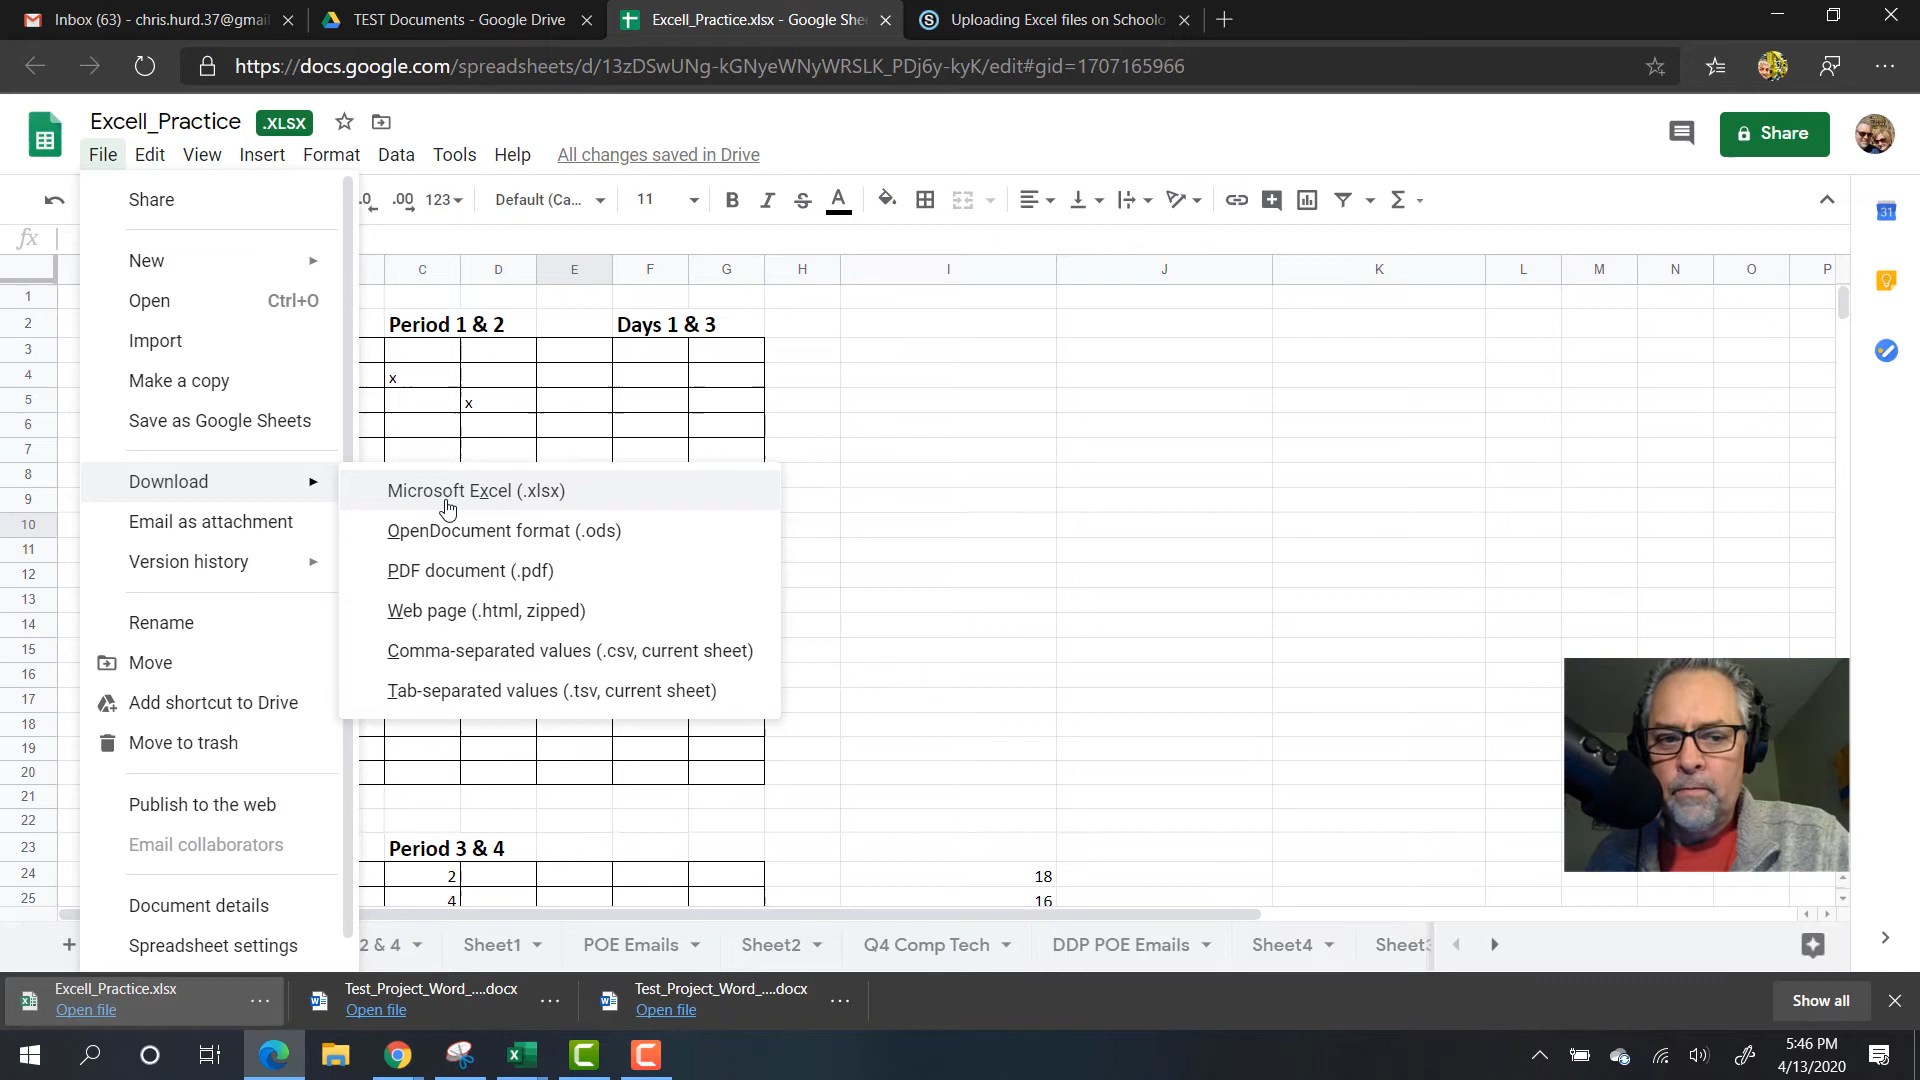 Inbox (63) - chris.hurd.37@gmai
TEST Documents - Google Drive
Excell_Practice.xlsx - Google She
Uploading Excel files on Schoolo
https://docs.google.com/spreadsheets/d/13zDSwUNg-kGNyeWNyWRSLK_PDj6y-kyK/edit#gid=1707165966
Excell_Practice .XLSX
Share
File Edit View Insert Format Data Tools Help All changes saved in Drive
.00 123 Default (Ca... 11 B I S A Σ
fx
C D E F G H I J K L M N O P
Share
New
Open Ctrl+O
Import
Make a copy
Save as Google Sheets
Download
Email as attachment
Version history
Rename
Move
Add shortcut to Drive
Move to trash
Publish to the web
Email collaborators
Document details
Spreadsheet settings
Microsoft Excel (.xlsx)
OpenDocument format (.ods)
PDF document (.pdf)
Web page (.html, zipped)
Comma-separated values (.csv, current sheet)
Tab-separated values (.tsv, current sheet)
1
2 Period 1 & 2 Days 1 & 3
3
4 x
5 x
6
7
8
9
10
11
12
13
14
15
16
17
18
19
20
21
22
23 Period 3 & 4
24 2 18
25 4 16
31
+ 2 & 4 Sheet1 POE Emails Sheet2 Q4 Comp Tech DDP POE Emails Sheet4 Sheet3
Excell_Practice.xlsx
Open file
Test_Project_Word_....docx
Open file
Test_Project_Word_....docx
Open file
Show all
5:46 PM
4/13/2020